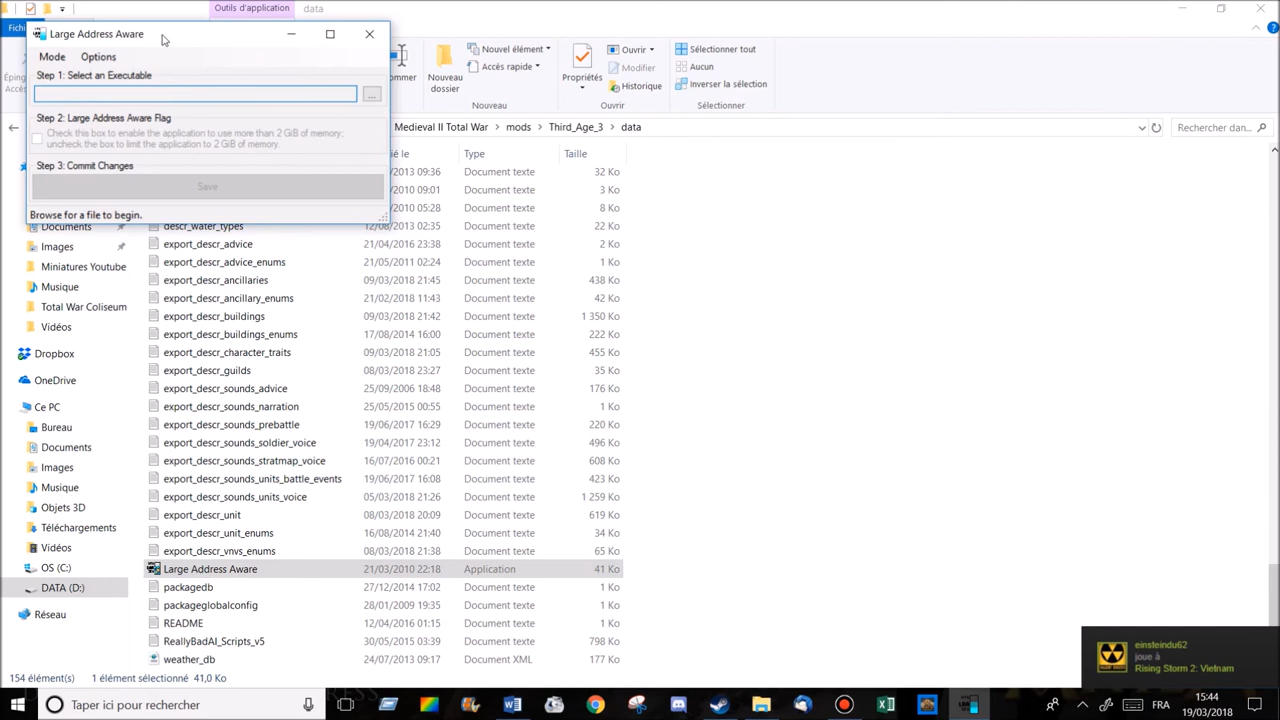 Outils d'application data
Large Address Aware
Mode Options
Step 1: Select an Executable
...
Step 2: Large Address Aware Flag
Check this box to enable the application to use more than 2 GiB of memory;
uncheck the box to limit the application to 2 GiB of memory.
Step 3: Commit Changes
Save
Browse for a file to begin.
Nouveau dossier
Nouvel élément
Accès rapide
Nouveau
Propriétés
Ouvrir
Modifier
Historique
Ouvrir
Sélectionner tout
Aucun
Inverser la sélection
Sélectionner
Medieval II Total War > mods > Third_Age_3 > data
Rechercher dan...
Type Taille
09:36 Document texte 32 Ko
09:01 Document texte 3 Ko
05:28 Document texte 8 Ko
descr_water_types 02:35 Document texte 22 Ko
export_descr_advice 21/04/2016 23:38 Document texte 2 Ko
export_descr_advice_enums 21/05/2011 02:24 Document texte 1 Ko
export_descr_ancillaries 09/03/2018 21:45 Document texte 438 Ko
export_descr_ancillary_enums 21/02/2018 11:43 Document texte 42 Ko
export_descr_buildings 09/03/2018 21:42 Document texte 1 350 Ko
export_descr_buildings_enums 17/08/2014 16:00 Document texte 222 Ko
export_descr_character_traits 09/03/2018 21:05 Document texte 455 Ko
export_descr_guilds 08/03/2018 23:27 Document texte 35 Ko
export_descr_sounds_advice 25/09/2006 18:48 Document texte 176 Ko
export_descr_sounds_narration 25/05/2015 00:55 Document texte 1 Ko
export_descr_sounds_prebattle 19/04/2017 16:29 Document texte 220 Ko
export_descr_sounds_soldier_voice 19/04/2017 23:12 Document texte 496 Ko
export_descr_sounds_stratmap_voice 16/07/2016 00:21 Document texte 608 Ko
export_descr_sounds_units_battle_events 19/06/2017 16:08 Document texte 423 Ko
export_descr_sounds_units_voice 05/03/2018 21:26 Document texte 1 259 Ko
export_descr_unit 08/03/2018 20:09 Document texte 619 Ko
export_descr_unit_enums 16/08/2014 21:40 Document texte 34 Ko
export_descr_vnvs_enums 08/03/2018 21:38 Document texte 65 Ko
Large Address Aware 21/03/2010 22:18 Application 41 Ko
packagedb 27/12/2014 17:02 Document texte 1 Ko
packageglobalconfig 28/01/2009 19:35 Document texte 1 Ko
README 12/04/2016 01:15 Document texte 1 Ko
ReallyBadAI_Scripts_v5 30/05/2015 03:39 Document texte 798 Ko
weather_db 24/07/2013 09:17 Document XML 177 Ko
Documents
Images
Miniatures Youtube
Musique
Total War Coliseum
Vidéos
Dropbox
OneDrive
Ce PC
Bureau
Documents
Images
Musique
Objets 3D
Téléchargements
Vidéos
OS (C:)
DATA (D:)
Réseau
154 élément(s) 1 élément sélectionné 41,0 Ko
einsteindu62
joue à
Rising Storm 2: Vietnam
Taper ici pour rechercher
FRA
15:44
19/03/2018